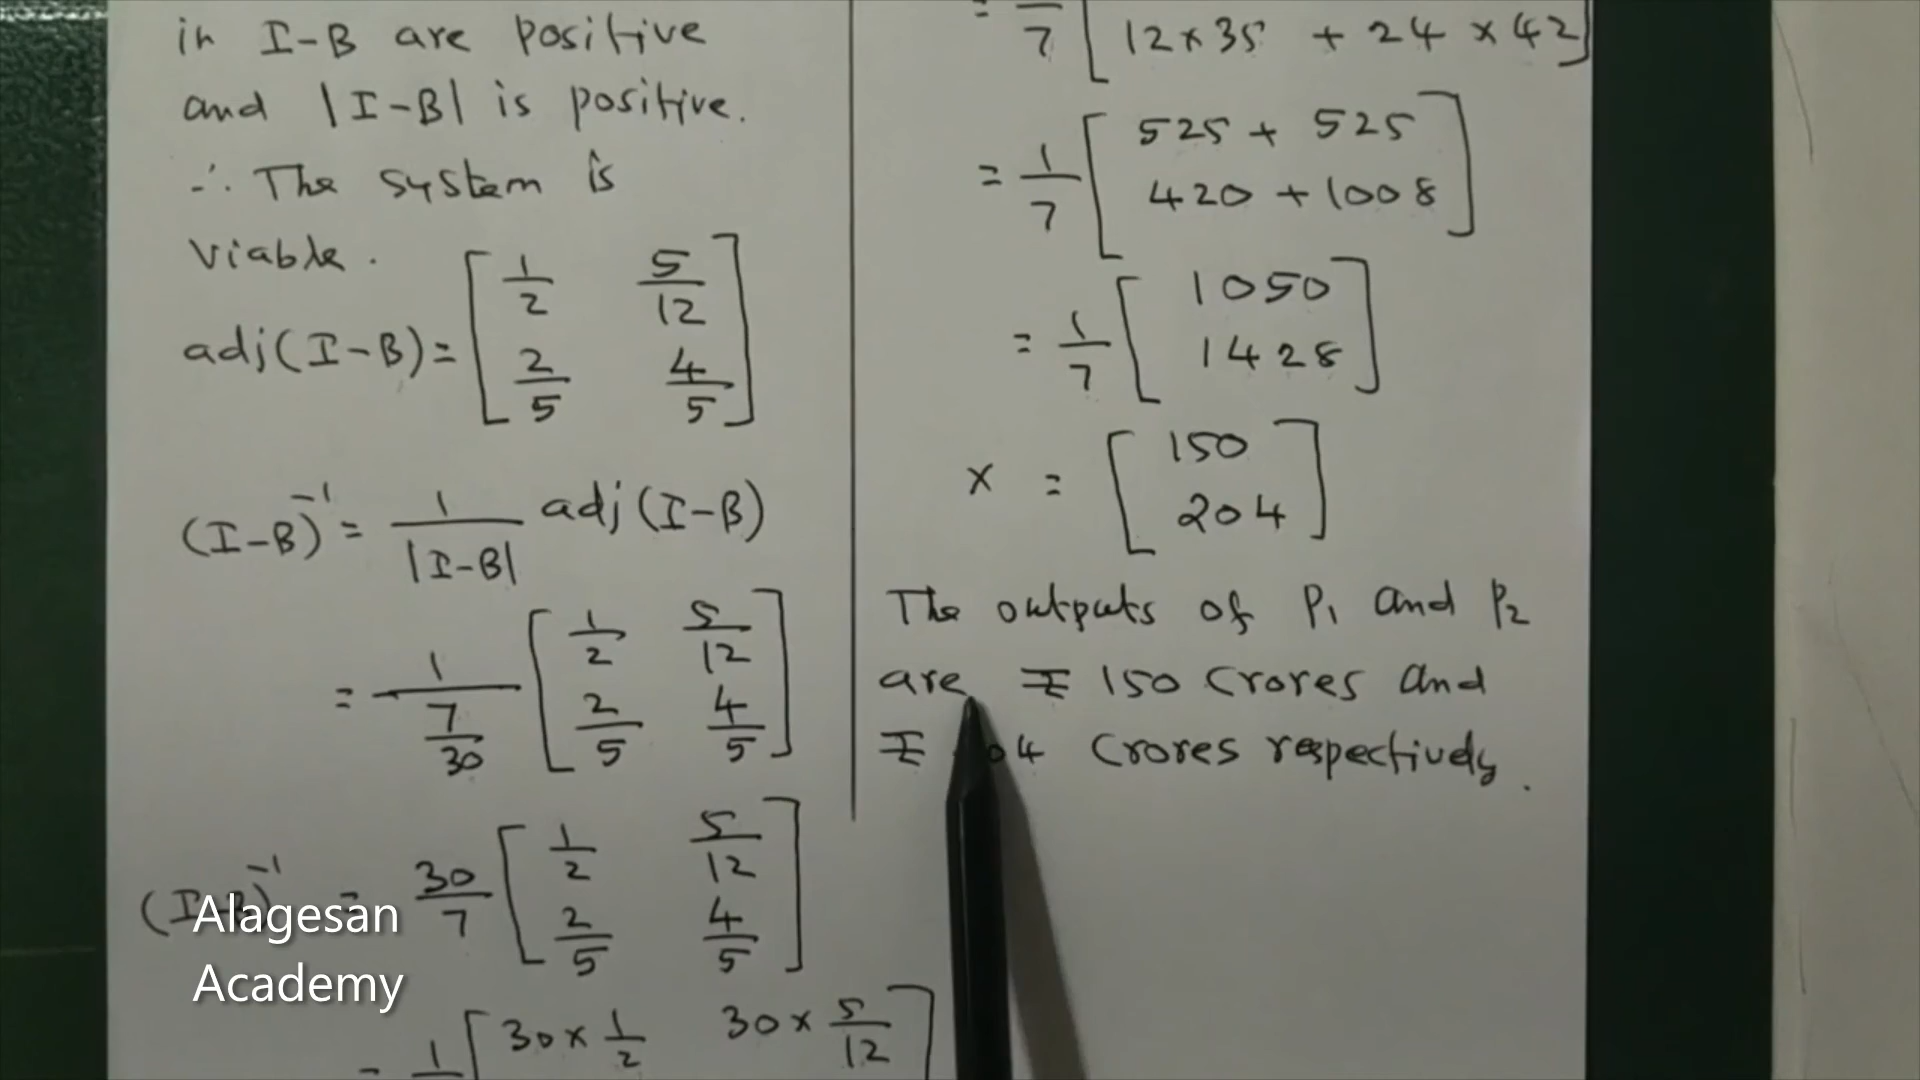 in I-B are positive
and |I-B| is positive.
∴ The system is
viable.
adj(I-B) = [ 1/2 5/12
2/5 4/5 ]
(I-B)⁻¹ = 1/|I-B| adj(I-B)
= 1/(7/30) [ 1/2 5/12
2/5 4/5 ]
(I-B)⁻¹ = 30/7 [ 1/2 5/12
2/5 4/5 ]
= 1 [ 30 × 1/2 30 × 5/12 ]
= 7 [ 12×35 + 24×42 ]
= 1/7 [ 525 + 525
420 + 1008 ]
= 1/7 [ 1050
1428 ]
X = [ 150
204 ]
The outputs of P₁ and P₂
are ₹ 150 Crores and
₹ 04 Crores respectively.
Alagesan
Academy